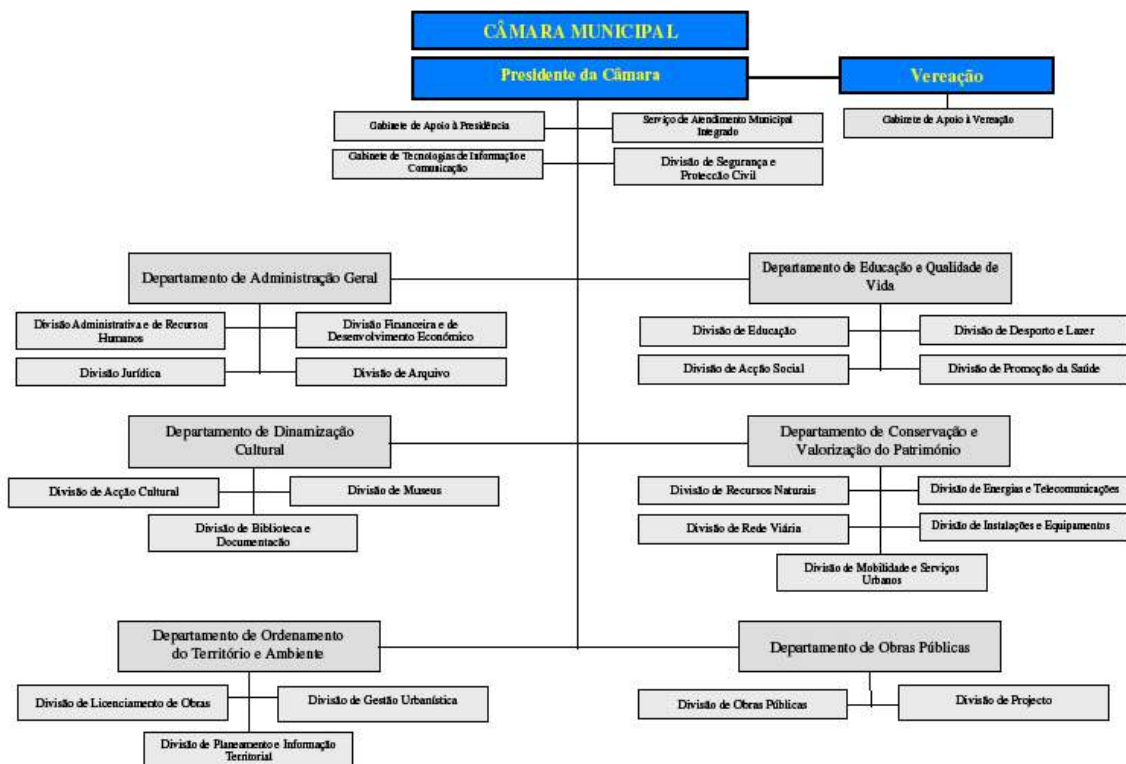 CÂMARA MUNICIPAL
Presidente da Câmara
Vereação
Gabinete de Apoio à Presidência
Serviço de Atendimento Municipal
Integrado
Gabinete de Apoio à Vereação
Gabinete de Tecnologias de Informação e
Comunicação
Divisão de Segurança e
Protecção Civil
Departamento de Administração Geral
Departamento de Educação e Qualidade de
Vida
Divisão Administrativa e de Recursos
Humanos
Divisão Financeira e de
Desenvolvimento Económico
Divisão de Educação
Divisão de Desporto e Lazer
Divisão Jurídica
Divisão de Arquivo
Divisão de Acção Social
Divisão de Promoção da Saúde
Departamento de Dinamização
Cultural
Departamento de Conservação e
Valorização do Património
Divisão de Acção Cultural
Divisão de Museus
Divisão de Recursos Naturais
Divisão de Energias e Telecomunicações
Divisão de Biblioteca e
Documentação
Divisão de Rede Viária
Divisão de Instalações e Equipamentos
Divisão de Mobilidade e Serviços
Urbanos
Departamento de Ordenamento
do Território e Ambiente
Departamento de Obras Públicas
Divisão de Licenciamento de Obras
Divisão de Gestão Urbanística
Divisão de Obras Públicas
Divisão de Projecto
Divisão de Planeamento e Informação
Territorial